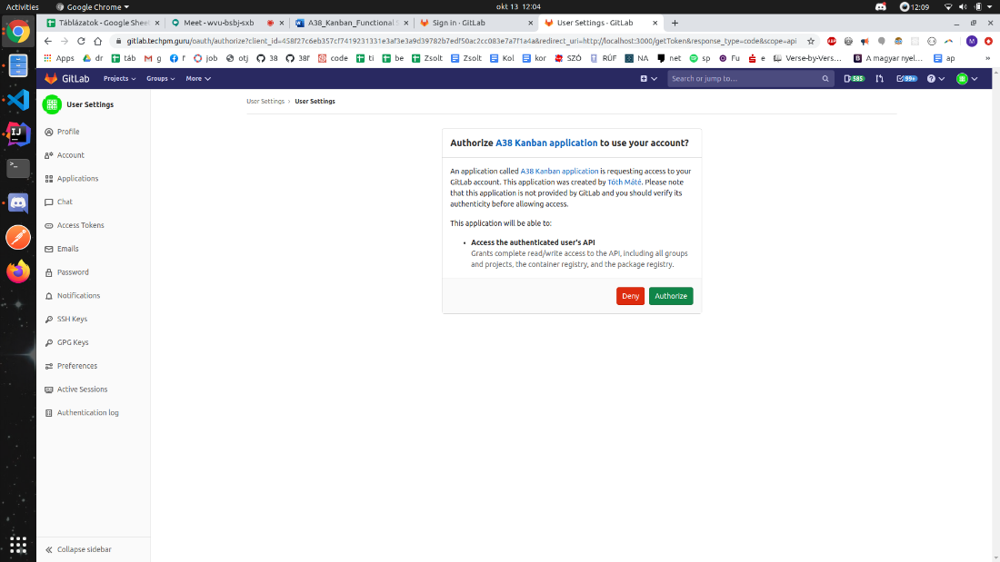 Activities
Google Chrome
okt 13 12:04
12:09
Táblázatok - Google Sheet
Meet - wvu-bsbj-sxb
A38_Kanban_Functional S
Sign in · GitLab
User Settings · GitLab
gitlab.techpm.guru/oauth/authorize?client_id=458f27c6eb357cf7419231331e3af3e3a9d39782b7edf50ac2cc083e7a7f1a4a&redirect_uri=http://localhost:3000/getToken&response_type=code&scope=api
Apps
dr
táb
g
f
job
otj
38
38f
code
ti
be
Zsolt
Zsolt
Kol
kor
SZÓ
RÚF
NA
net
sp
Fu
e
Verse-by-Vers...
A magyar nyel...
ap
»
GitLab
Projects
Groups
More
Search or jump to...
585
99+
User Settings
Profile
Account
Applications
Chat
Access Tokens
Emails
Password
Notifications
SSH Keys
GPG Keys
Preferences
Active Sessions
Authentication log
Collapse sidebar
User Settings › User Settings
Authorize A38 Kanban application to use your account?
An application called A38 Kanban application is requesting access to your
GitLab account. This application was created by Tóth Máté. Please note
that this application is not provided by GitLab and you should verify its
authenticity before allowing access.
This application will be able to:
• Access the authenticated user's API
Grants complete read/write access to the API, including all groups
and projects, the container registry, and the package registry.
Deny
Authorize